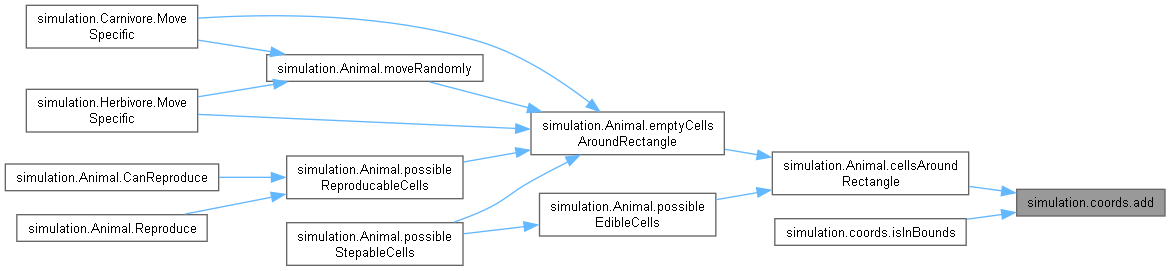 simulation.Carnivore.Move
Specific
simulation.Animal.moveRandomly
simulation.Herbivore.Move
Specific
simulation.Animal.emptyCells
AroundRectangle
simulation.Animal.CanReproduce
simulation.Animal.possible
ReproducableCells
simulation.Animal.cellsAround
Rectangle
simulation.coords.add
simulation.Animal.Reproduce
simulation.Animal.possible
EdibleCells
simulation.Animal.possible
StepableCells
simulation.coords.isInBounds